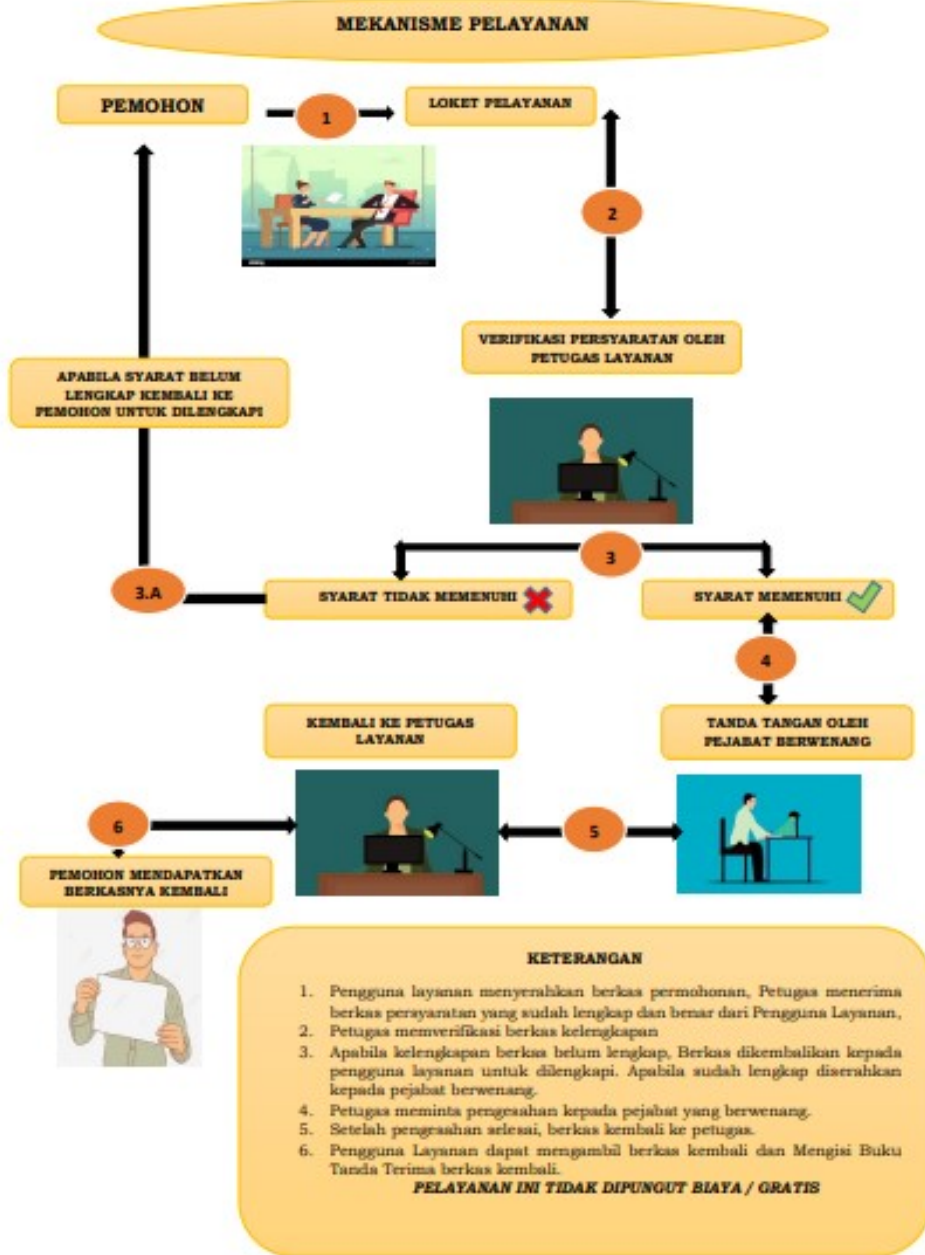 MEKANISME PELAYANAN
PEMOHON
1
LOKET PELAYANAN
2
VERIFIKASI PERSYARATAN OLEH
PETUGAS LAYANAN
APABILA SYARAT BELUM
LENGKAP KEMBALI KE
PEMOHON UNTUK DILENGKAPI
3
3.A
SYARAT TIDAK MEMENUHI
SYARAT MEMENUHI
4
KEMBALI KE PETUGAS
LAYANAN
TANDA TANGAN OLEH
PEJABAT BERWENANG
6
5
PEMOHON MENDAPATKAN
BERKASNYA KEMBALI
KETERANGAN
1. Pengguna layanan menyerahkan berkas permohonan, Petugas menerima
berkas persyaratan yang sudah lengkap dan benar dari Pengguna Layanan,
2. Petugas memverifikasi berkas kelengkapan
3. Apabila kelengkapan berkas belum lengkap, Berkas dikembalikan kepada
pengguna layanan untuk dilengkapi. Apabila sudah lengkap diserahkan
kepada pejabat berwenang.
4. Petugas meminta pengesahan kepada pejabat yang berwenang.
5. Setelah pengesahan selesai, berkas kembali ke petugas.
6. Pengguna Layanan dapat mengambil berkas kembali dan Mengisi Buku
Tanda Terima berkas kembali.
PELAYANAN INI TIDAK DIPUNGUT BIAYA / GRATIS